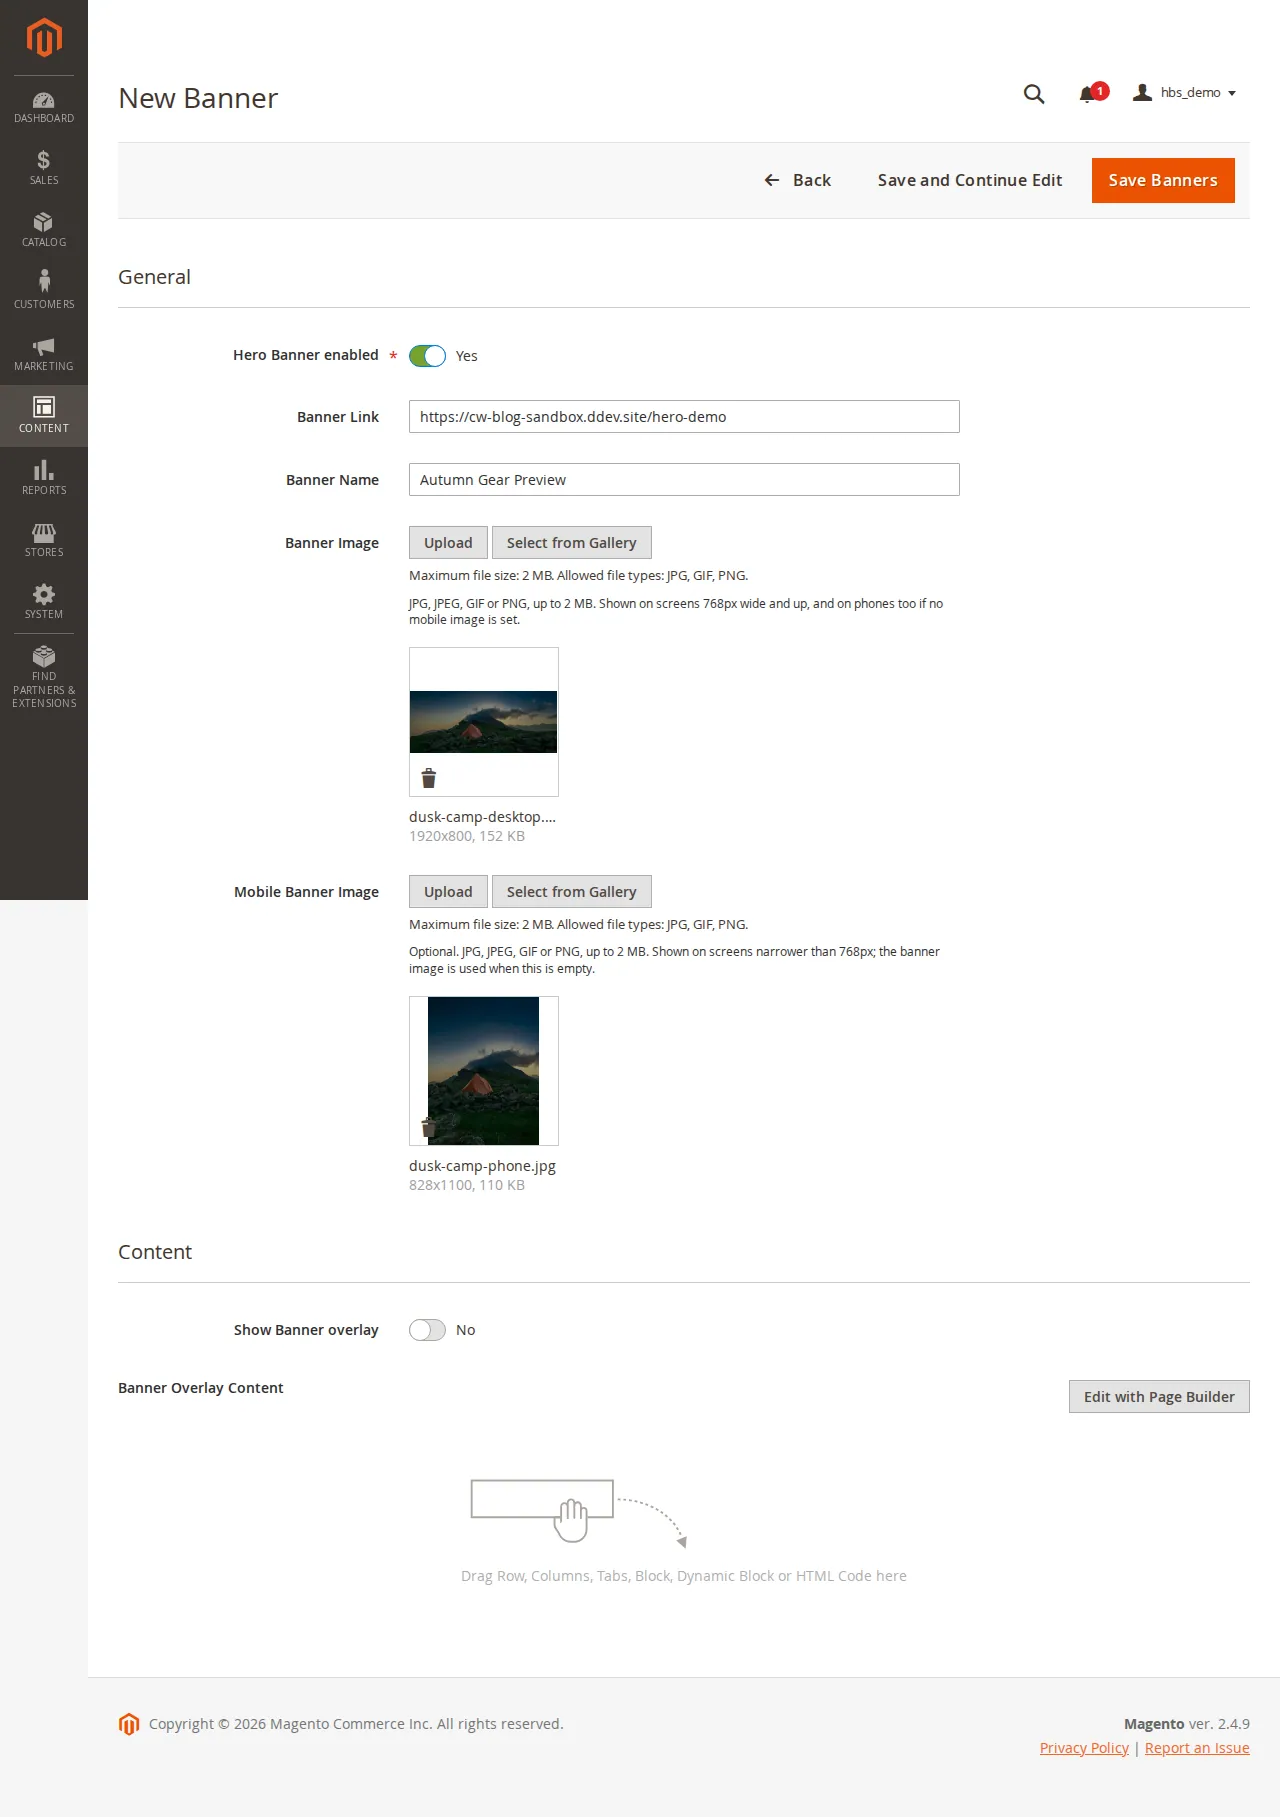 New Banner
1
hbs_demo
DASHBOARD
SALES
CATALOG
CUSTOMERS
MARKETING
CONTENT
REPORTS
STORES
SYSTEM
FIND
PARTNERS &
EXTENSIONS
Back
Save and Continue Edit
Save Banners
General
Hero Banner enabled * Yes
Banner Link https://cw-blog-sandbox.ddev.site/hero-demo
Banner Name Autumn Gear Preview
Banner Image Upload Select from Gallery
Maximum file size: 2 MB. Allowed file types: JPG, GIF, PNG.
JPG, JPEG, GIF or PNG, up to 2 MB. Shown on screens 768px wide and up, and on phones too if no
mobile image is set.
dusk-camp-desktop....
1920x800, 152 KB
Mobile Banner Image Upload Select from Gallery
Maximum file size: 2 MB. Allowed file types: JPG, GIF, PNG.
Optional. JPG, JPEG, GIF or PNG, up to 2 MB. Shown on screens narrower than 768px; the banner
image is used when this is empty.
dusk-camp-phone.jpg
828x1100, 110 KB
Content
Show Banner overlay No
Banner Overlay Content
Edit with Page Builder
Drag Row, Columns, Tabs, Block, Dynamic Block or HTML Code here
Copyright © 2026 Magento Commerce Inc. All rights reserved.
Magento ver. 2.4.9
Privacy Policy | Report an Issue